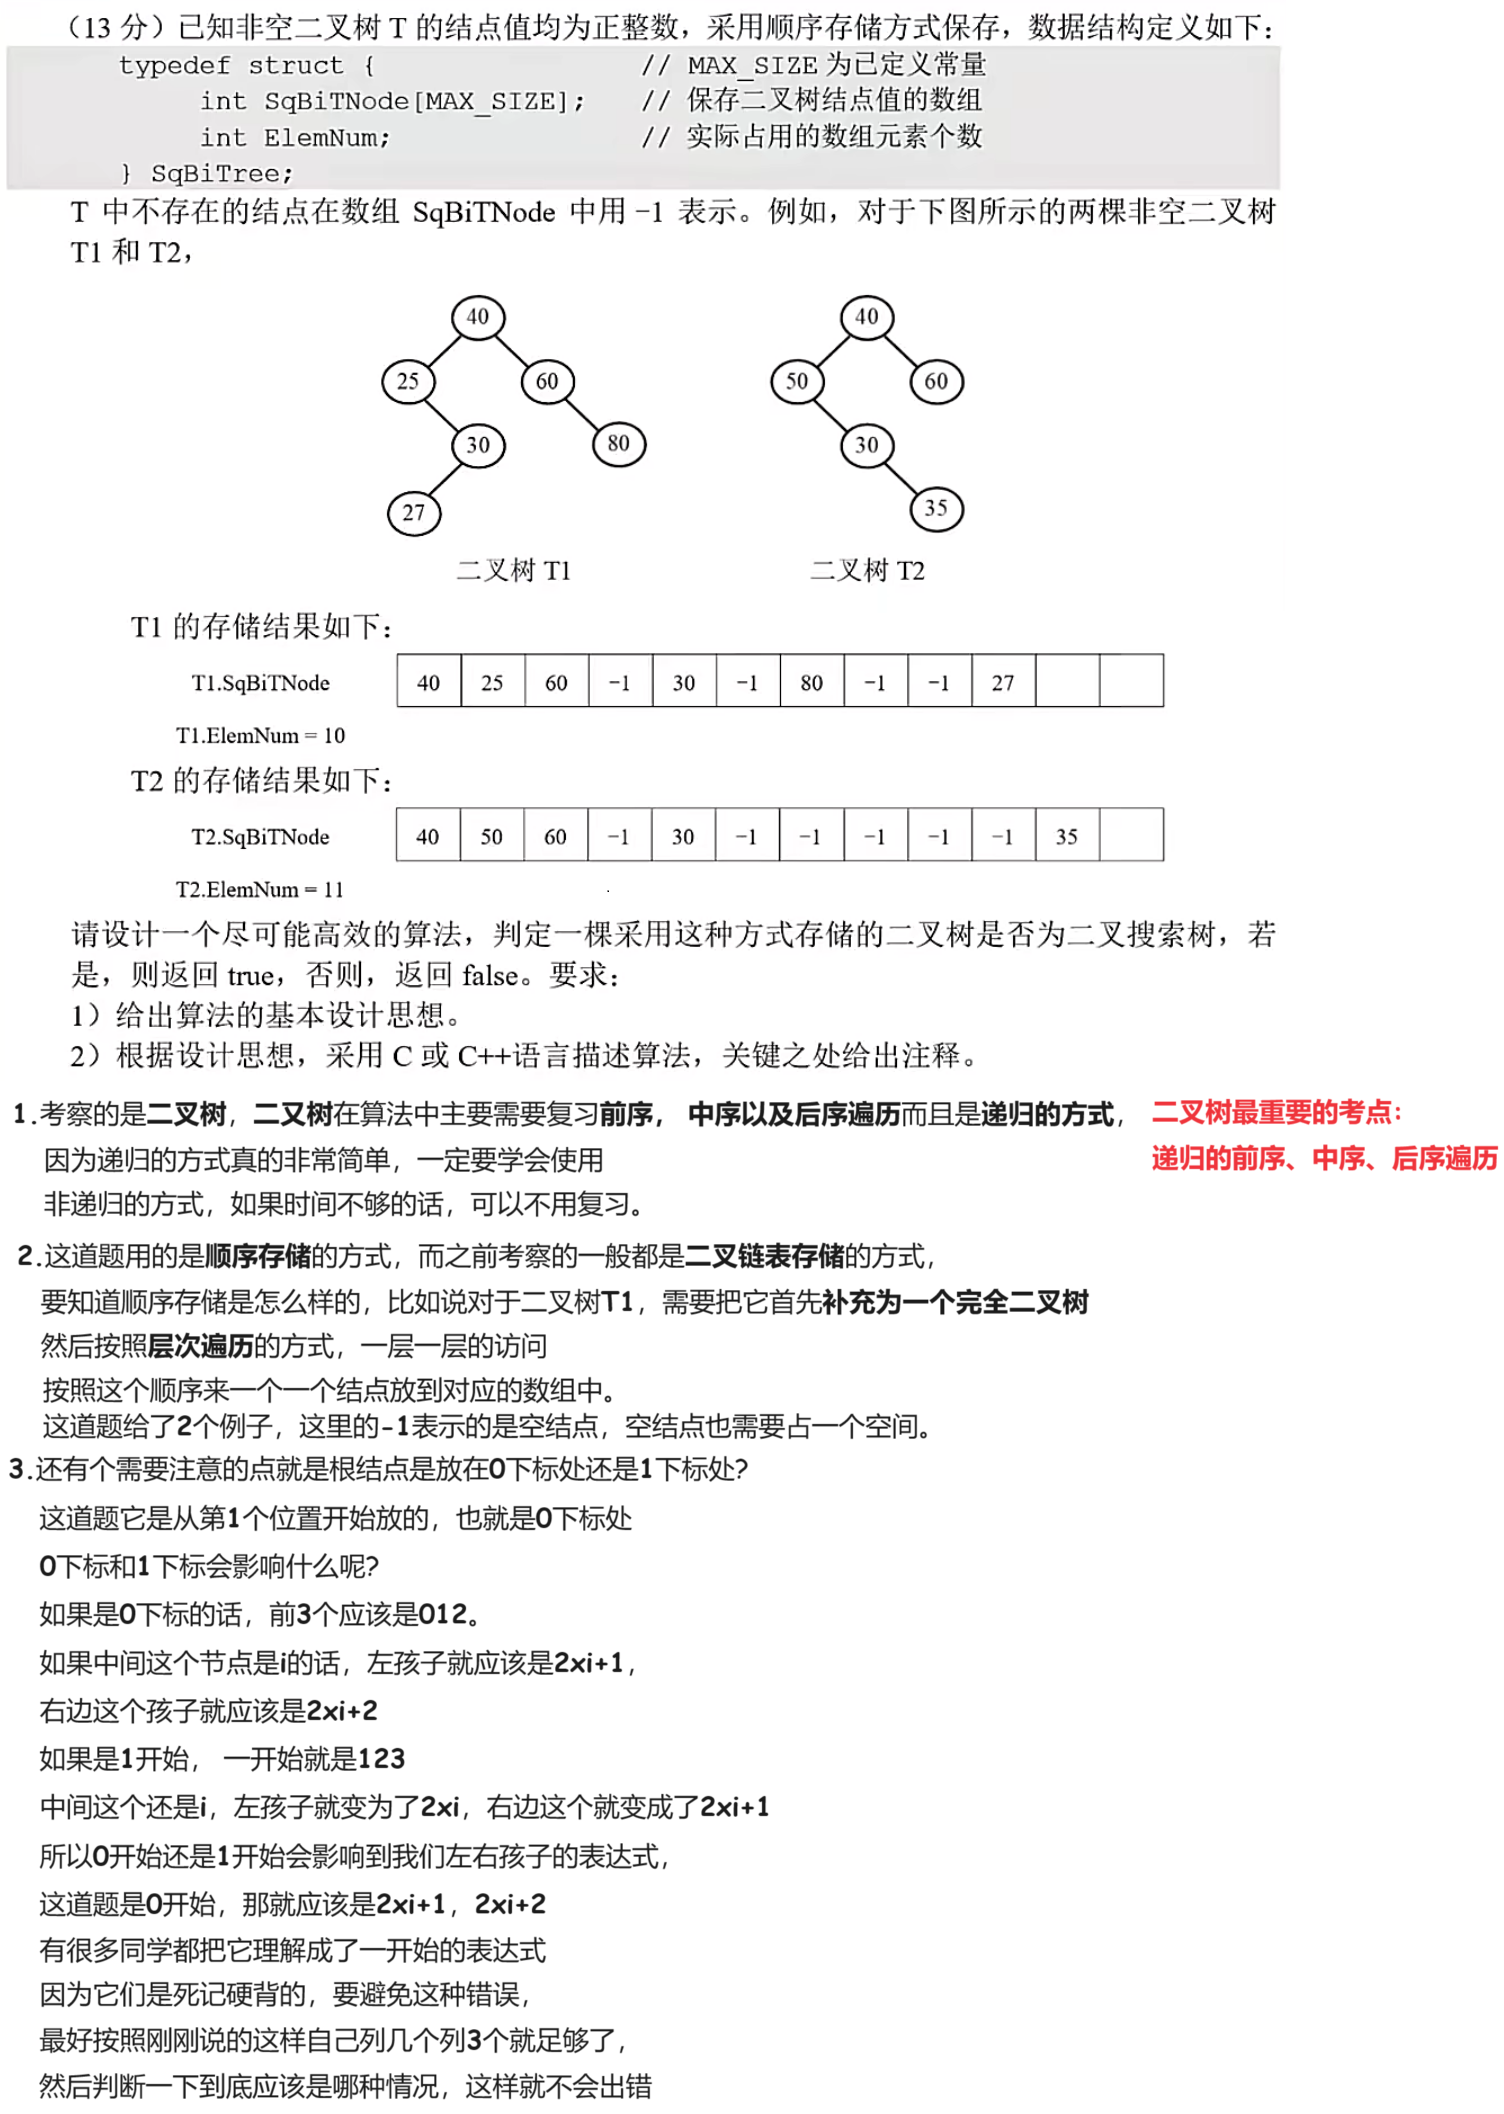 （13 分）已知非空二叉树 T 的结点值均为正整数，采用顺序存储方式保存，数据结构定义如下：
typedef struct { // MAX_SIZE 为已定义常量
int SqBiTNode[MAX_SIZE]; // 保存二叉树结点值的数组
int ElemNum; // 实际占用的数组元素个数
} SqBiTree;
T 中不存在的结点在数组 SqBiTNode 中用 −1 表示。例如，对于下图所示的两棵非空二叉树
T1 和 T2，
40 40
25 60 50 60
30 80 30
27 35
二叉树 T1 二叉树 T2
T1 的存储结果如下：
T1.SqBiTNode 40 25 60 −1 30 −1 80 −1 −1 27
T1.ElemNum = 10
T2 的存储结果如下：
T2.SqBiTNode 40 50 60 −1 30 −1 −1 −1 −1 −1 35
T2.ElemNum = 11
请设计一个尽可能高效的算法，判定一棵采用这种方式存储的二叉树是否为二叉搜索树，若
是，则返回 true，否则，返回 false。要求：
1）给出算法的基本设计思想。
2）根据设计思想，采用 C 或 C++语言描述算法，关键之处给出注释。
1.考察的是二叉树，二又树在算法中主要需要复习前序， 中序以及后序遍历而且是递归的方式， 二叉树最重要的考点：
因为递归的方式真的非常简单，一定要学会使用 递归的前序、中序、后序遍历
非递归的方式，如果时间不够的话，可以不用复习。
2.这道题用的是顺序存储的方式，而之前考察的一般都是二叉链表存储的方式，
要知道顺序存储是怎么样的，比如说对于二叉树T1，需要把它首先补充为一个完全二叉树
然后按照层次遍历的方式，一层一层的访问
按照这个顺序来一个一个结点放到对应的数组中。
这道题给了2个例子，这里的-1表示的是空结点，空结点也需要占一个空间。
3.还有个需要注意的点就是根结点是放在0下标处还是1下标处?
这道题它是从第1个位置开始放的，也就是0下标处
0下标和1下标会影响什么呢?
如果是0下标的话，前3个应该是012。
如果中间这个节点是i的话，左孩子就应该是2xi+1，
右边这个孩子就应该是2xi+2
如果是1开始， 一开始就是123
中间这个还是i，左孩子就变为了2xi，右边这个就变成了2xi+1
所以0开始还是1开始会影响到我们左右孩子的表达式，
这道题是0开始，那就应该是2xi+1，2xi+2
有很多同学都把它理解成了一开始的表达式
因为它们是死记硬背的，要避免这种错误，
最好按照刚刚说的这样自己列几个列3个就足够了，
然后判断一下到底应该是哪种情况，这样就不会出错